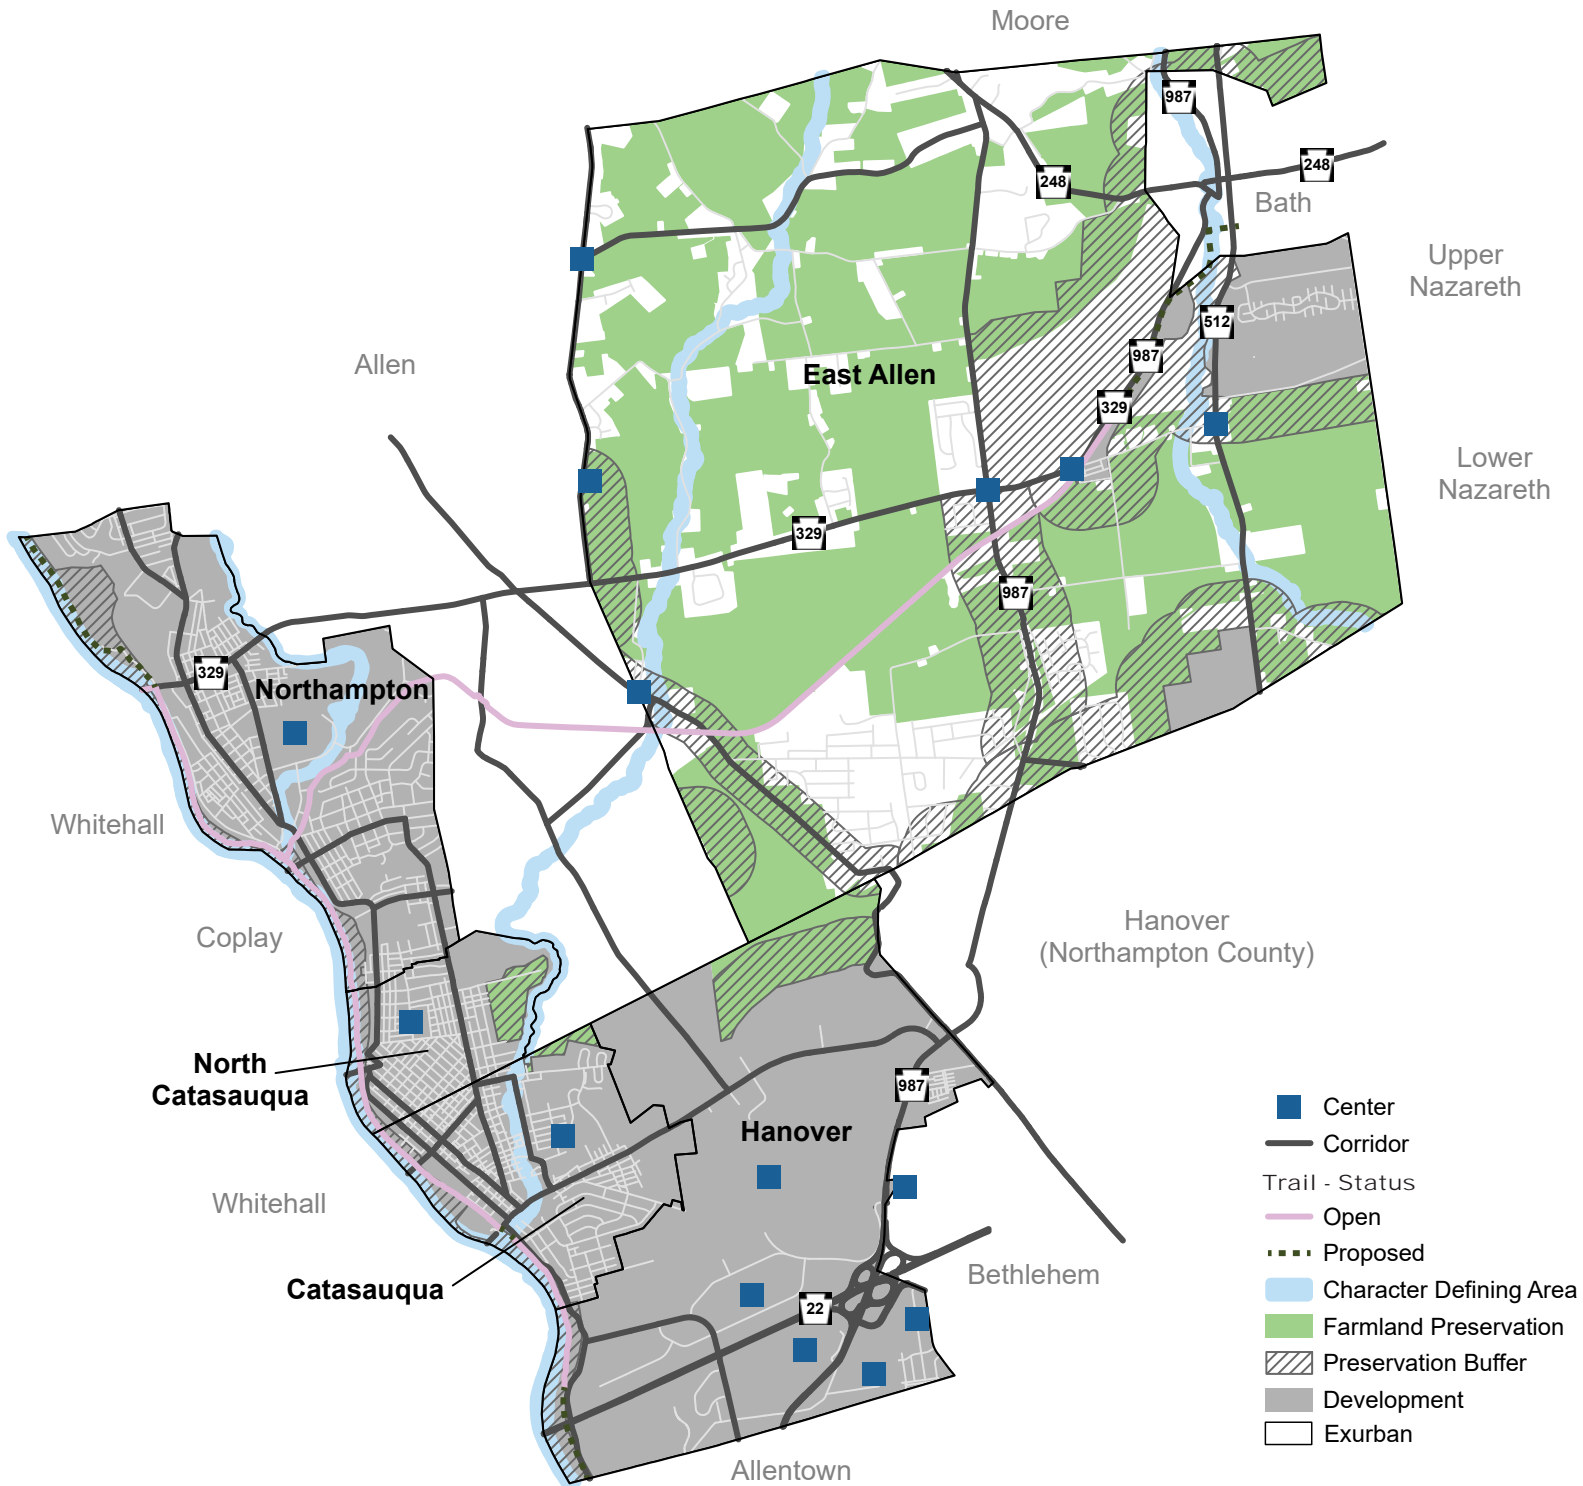 Moore
987
248
248
Bath
Upper
Nazareth
512
Allen
987
East Allen
329
Lower
Nazareth
329
987
329
Northampton
Whitehall
Hanover
(Northampton County)
Coplay
North
Catasauqua
987
Hanover
Whitehall
Bethlehem
Catasauqua
22
Allentown
Center
Corridor
Trail - Status
Open
Proposed
Character Defining Area
Farmland Preservation
Preservation Buffer
Development
Exurban